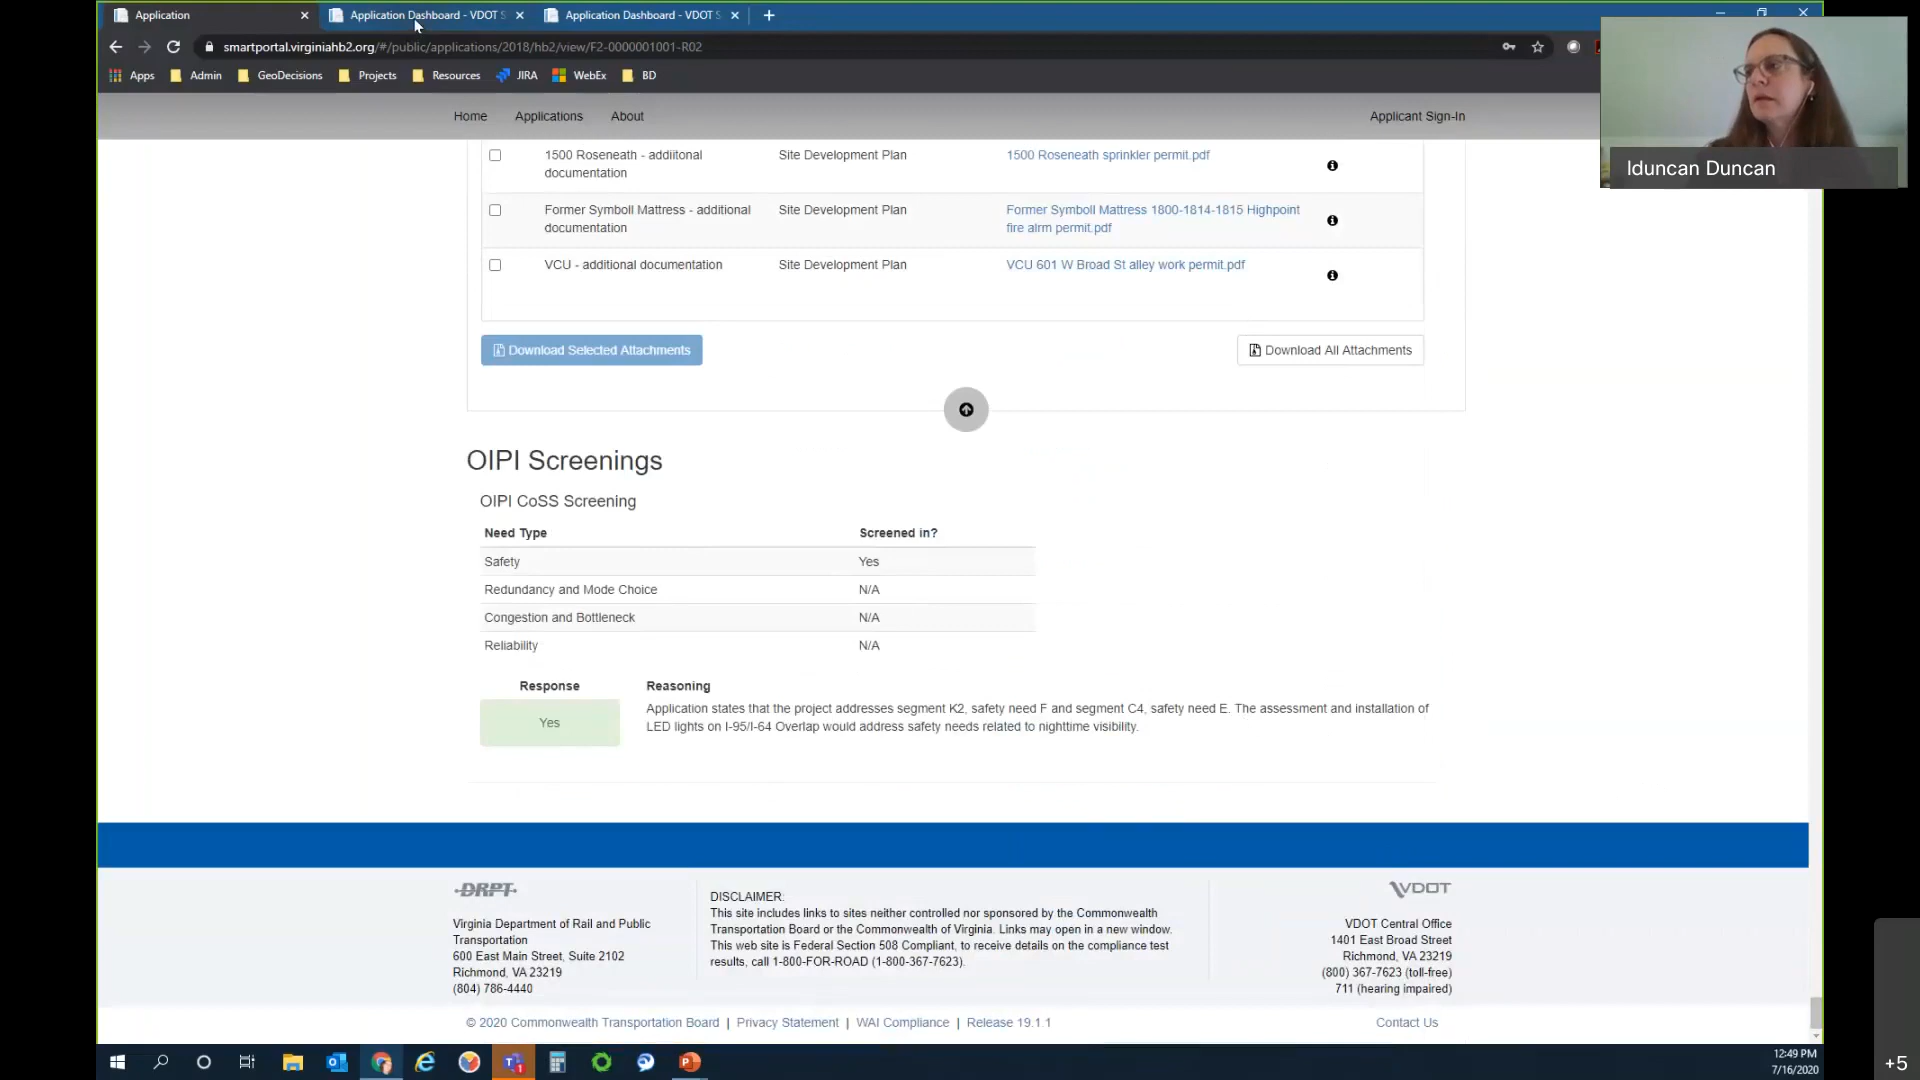 Application
Application Dashboard - VDOT S
Application Dashboard - VDOT S
smartportal.virginiahb2.org/#/public/applications/2018/hb2/view/F2-0000001001-R02
Apps
Admin
GeoDecisions
Projects
Resources
JIRA
WebEx
BD
Iduncan Duncan
Home
Applications
About
Applicant Sign-In
1500 Roseneath - addiitonal
documentation
Site Development Plan
1500 Roseneath sprinkler permit.pdf
Former Symboll Mattress - additional
documentation
Site Development Plan
Former Symboll Mattress 1800-1814-1815 Highpoint
fire alrm permit.pdf
VCU - additional documentation
Site Development Plan
VCU 601 W Broad St alley work permit.pdf
Download Selected Attachments
Download All Attachments
OIPI Screenings
OIPI CoSS Screening
Need Type
Screened in?
Safety
Yes
Redundancy and Mode Choice
N/A
Congestion and Bottleneck
N/A
Reliability
N/A
Response
Reasoning
Yes
Application states that the project addresses segment K2, safety need F and segment C4, safety need E. The assessment and installation of
LED lights on I-95/I-64 Overlap would address safety needs related to nighttime visibility.
DRPT
Virginia Department of Rail and Public
Transportation
600 East Main Street, Suite 2102
Richmond, VA 23219
(804) 786-4440
DISCLAIMER:
This site includes links to sites neither controlled nor sponsored by the Commonwealth
Transportation Board or the Commonwealth of Virginia. Links may open in a new window.
This web site is Federal Section 508 Compliant, to receive details on the compliance test
results, call 1-800-FOR-ROAD (1-800-367-7623).
VDOT
VDOT Central Office
1401 East Broad Street
Richmond, VA 23219
(800) 367-7623 (toll-free)
711 (hearing impaired)
© 2020 Commonwealth Transportation Board | Privacy Statement | WAI Compliance | Release 19.1.1
Contact Us
12:49 PM
7/16/2020
+5